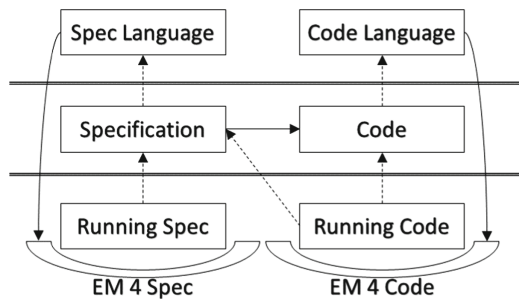 Spec Language
Code Language
Specification
Code
Running Spec
Running Code
EM 4 Spec
EM 4 Code